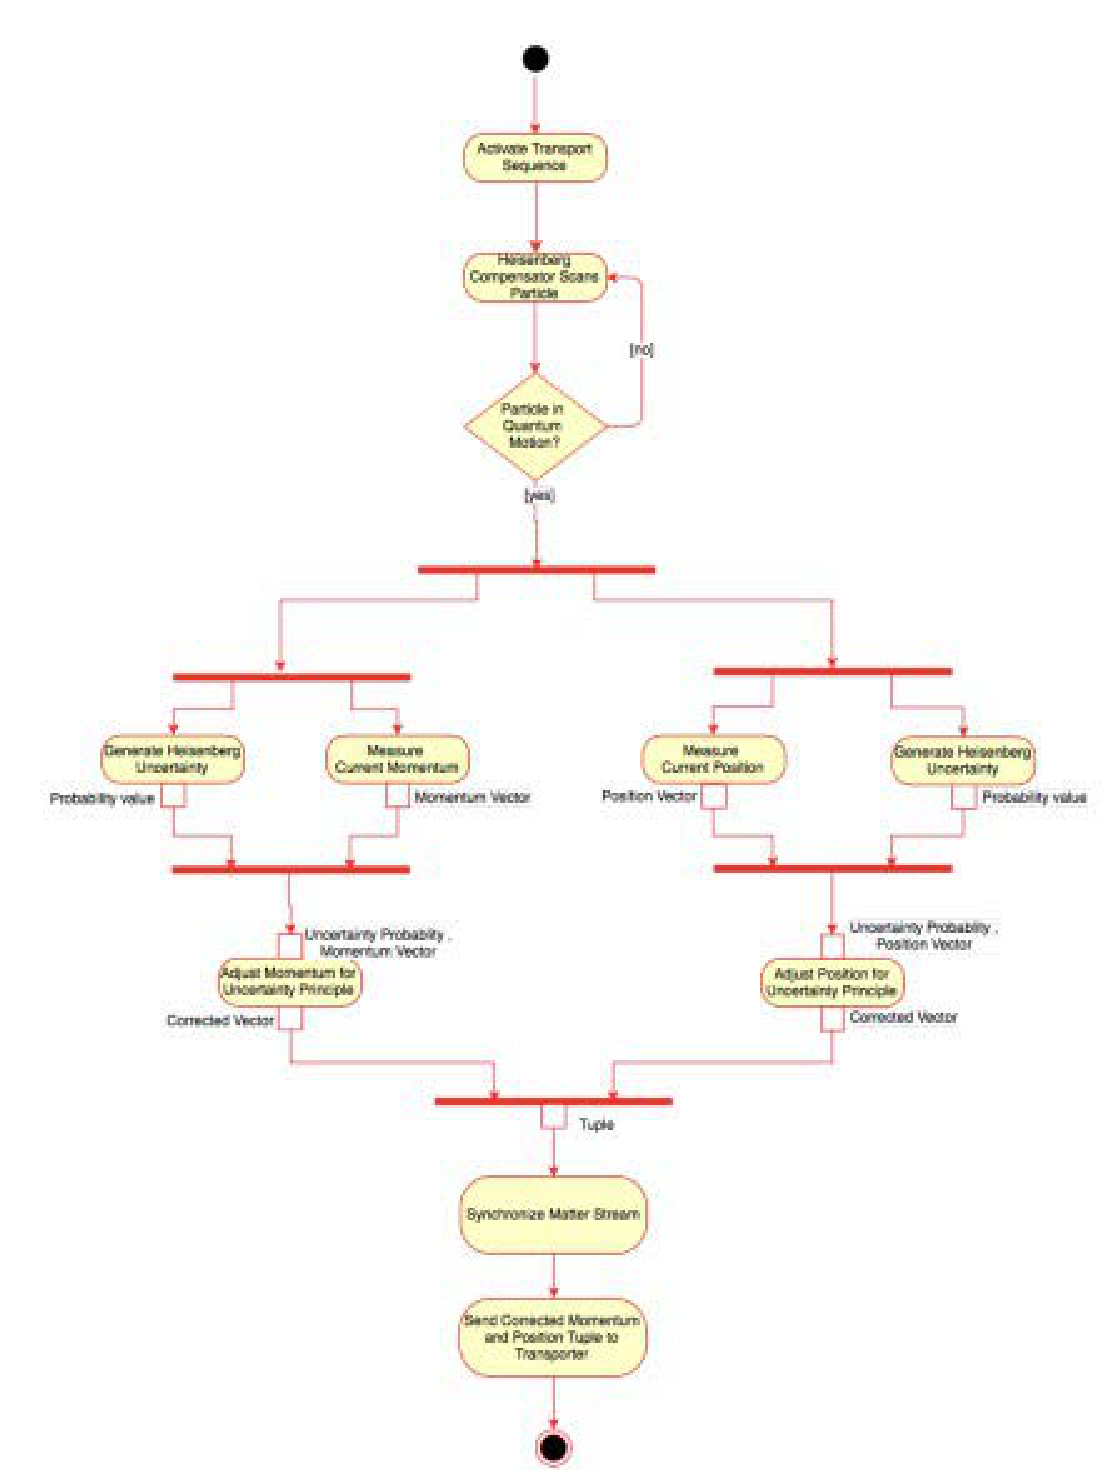 Activate Transport
Sequence
Heisenberg
Compensator Scans
Particle
[no]
Particle in
Quantum
Motion?
[yes]
Generate Heisenberg
Uncertainty
Measure
Current Momentum
Measure
Current Position
Generate Heisenberg
Uncertainty
Probability value
Momentum Vector
Position Vector
Probability value
Uncertainty Probablity ,
Momentum Vector
Uncertainty Probablity ,
Position Vector
Adjust Momentum for
Uncertainty Principle
Adjust Position for
Uncertainty Principle
Corrected Vector
Corrected Vector
Tuple
Synchronize Matter Stream
Send Corrected Momentum
and Position Tuple to
Transporter